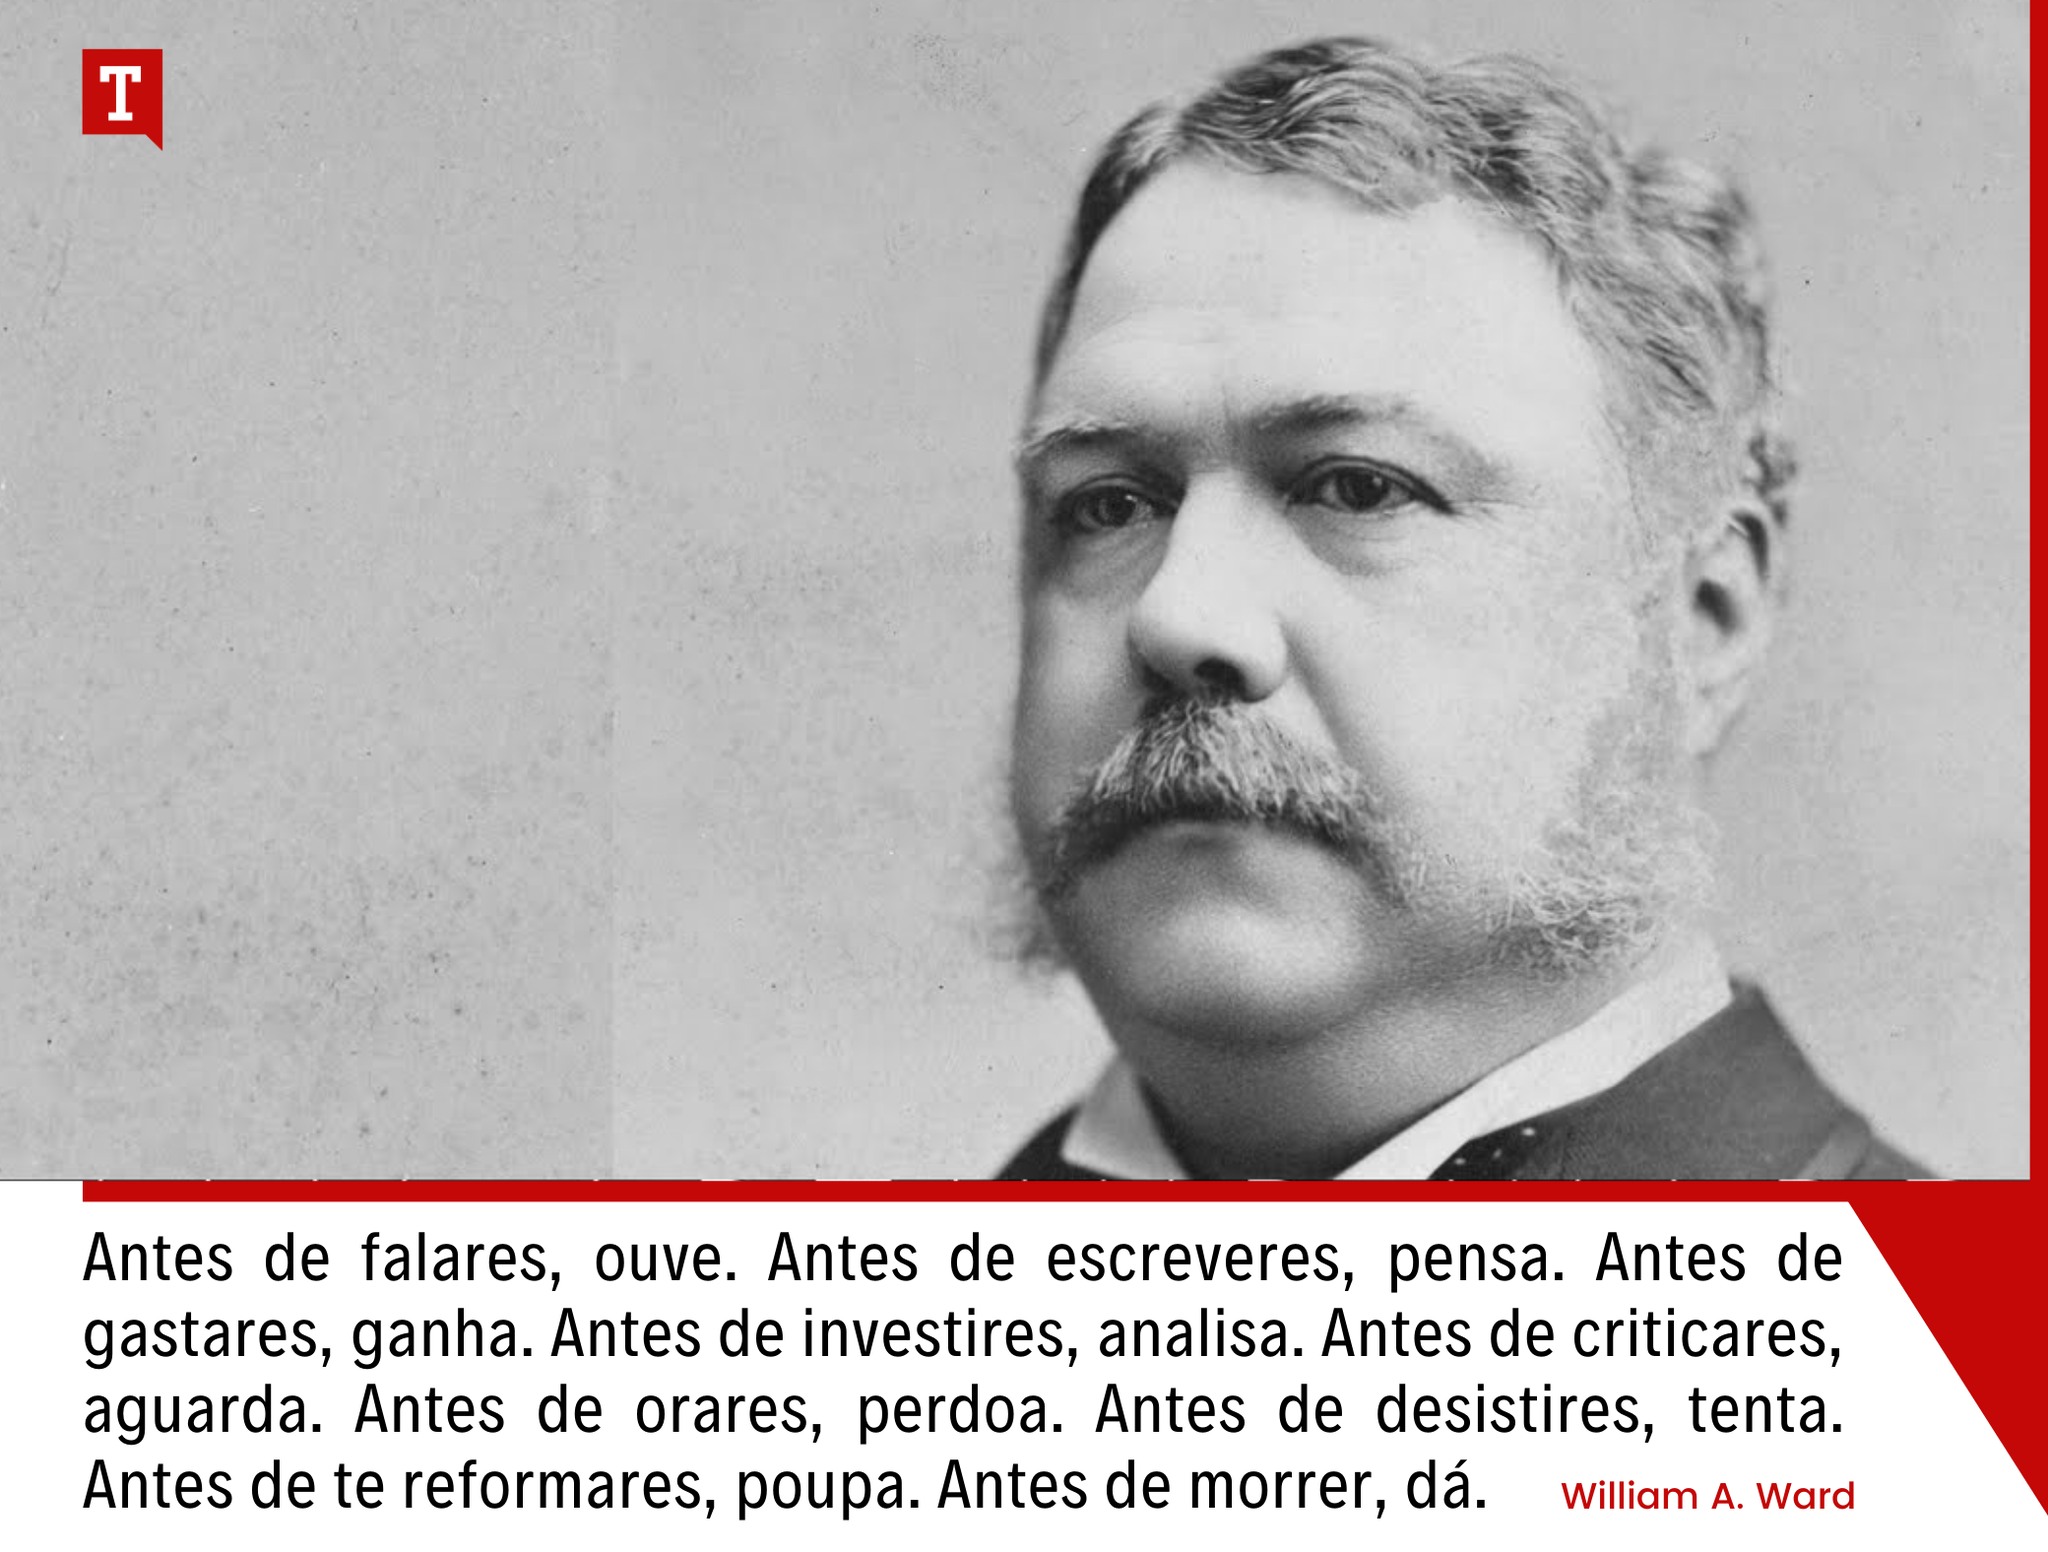 T
Antes de falares, ouve. Antes de escreveres, pensa. Antes de
gastares, ganha. Antes de investires, analisa. Antes de criticares,
aguarda. Antes de orares, perdoa. Antes de desistires, tenta.
Antes de te reformares, poupa. Antes de morrer, dá.
William A. Ward